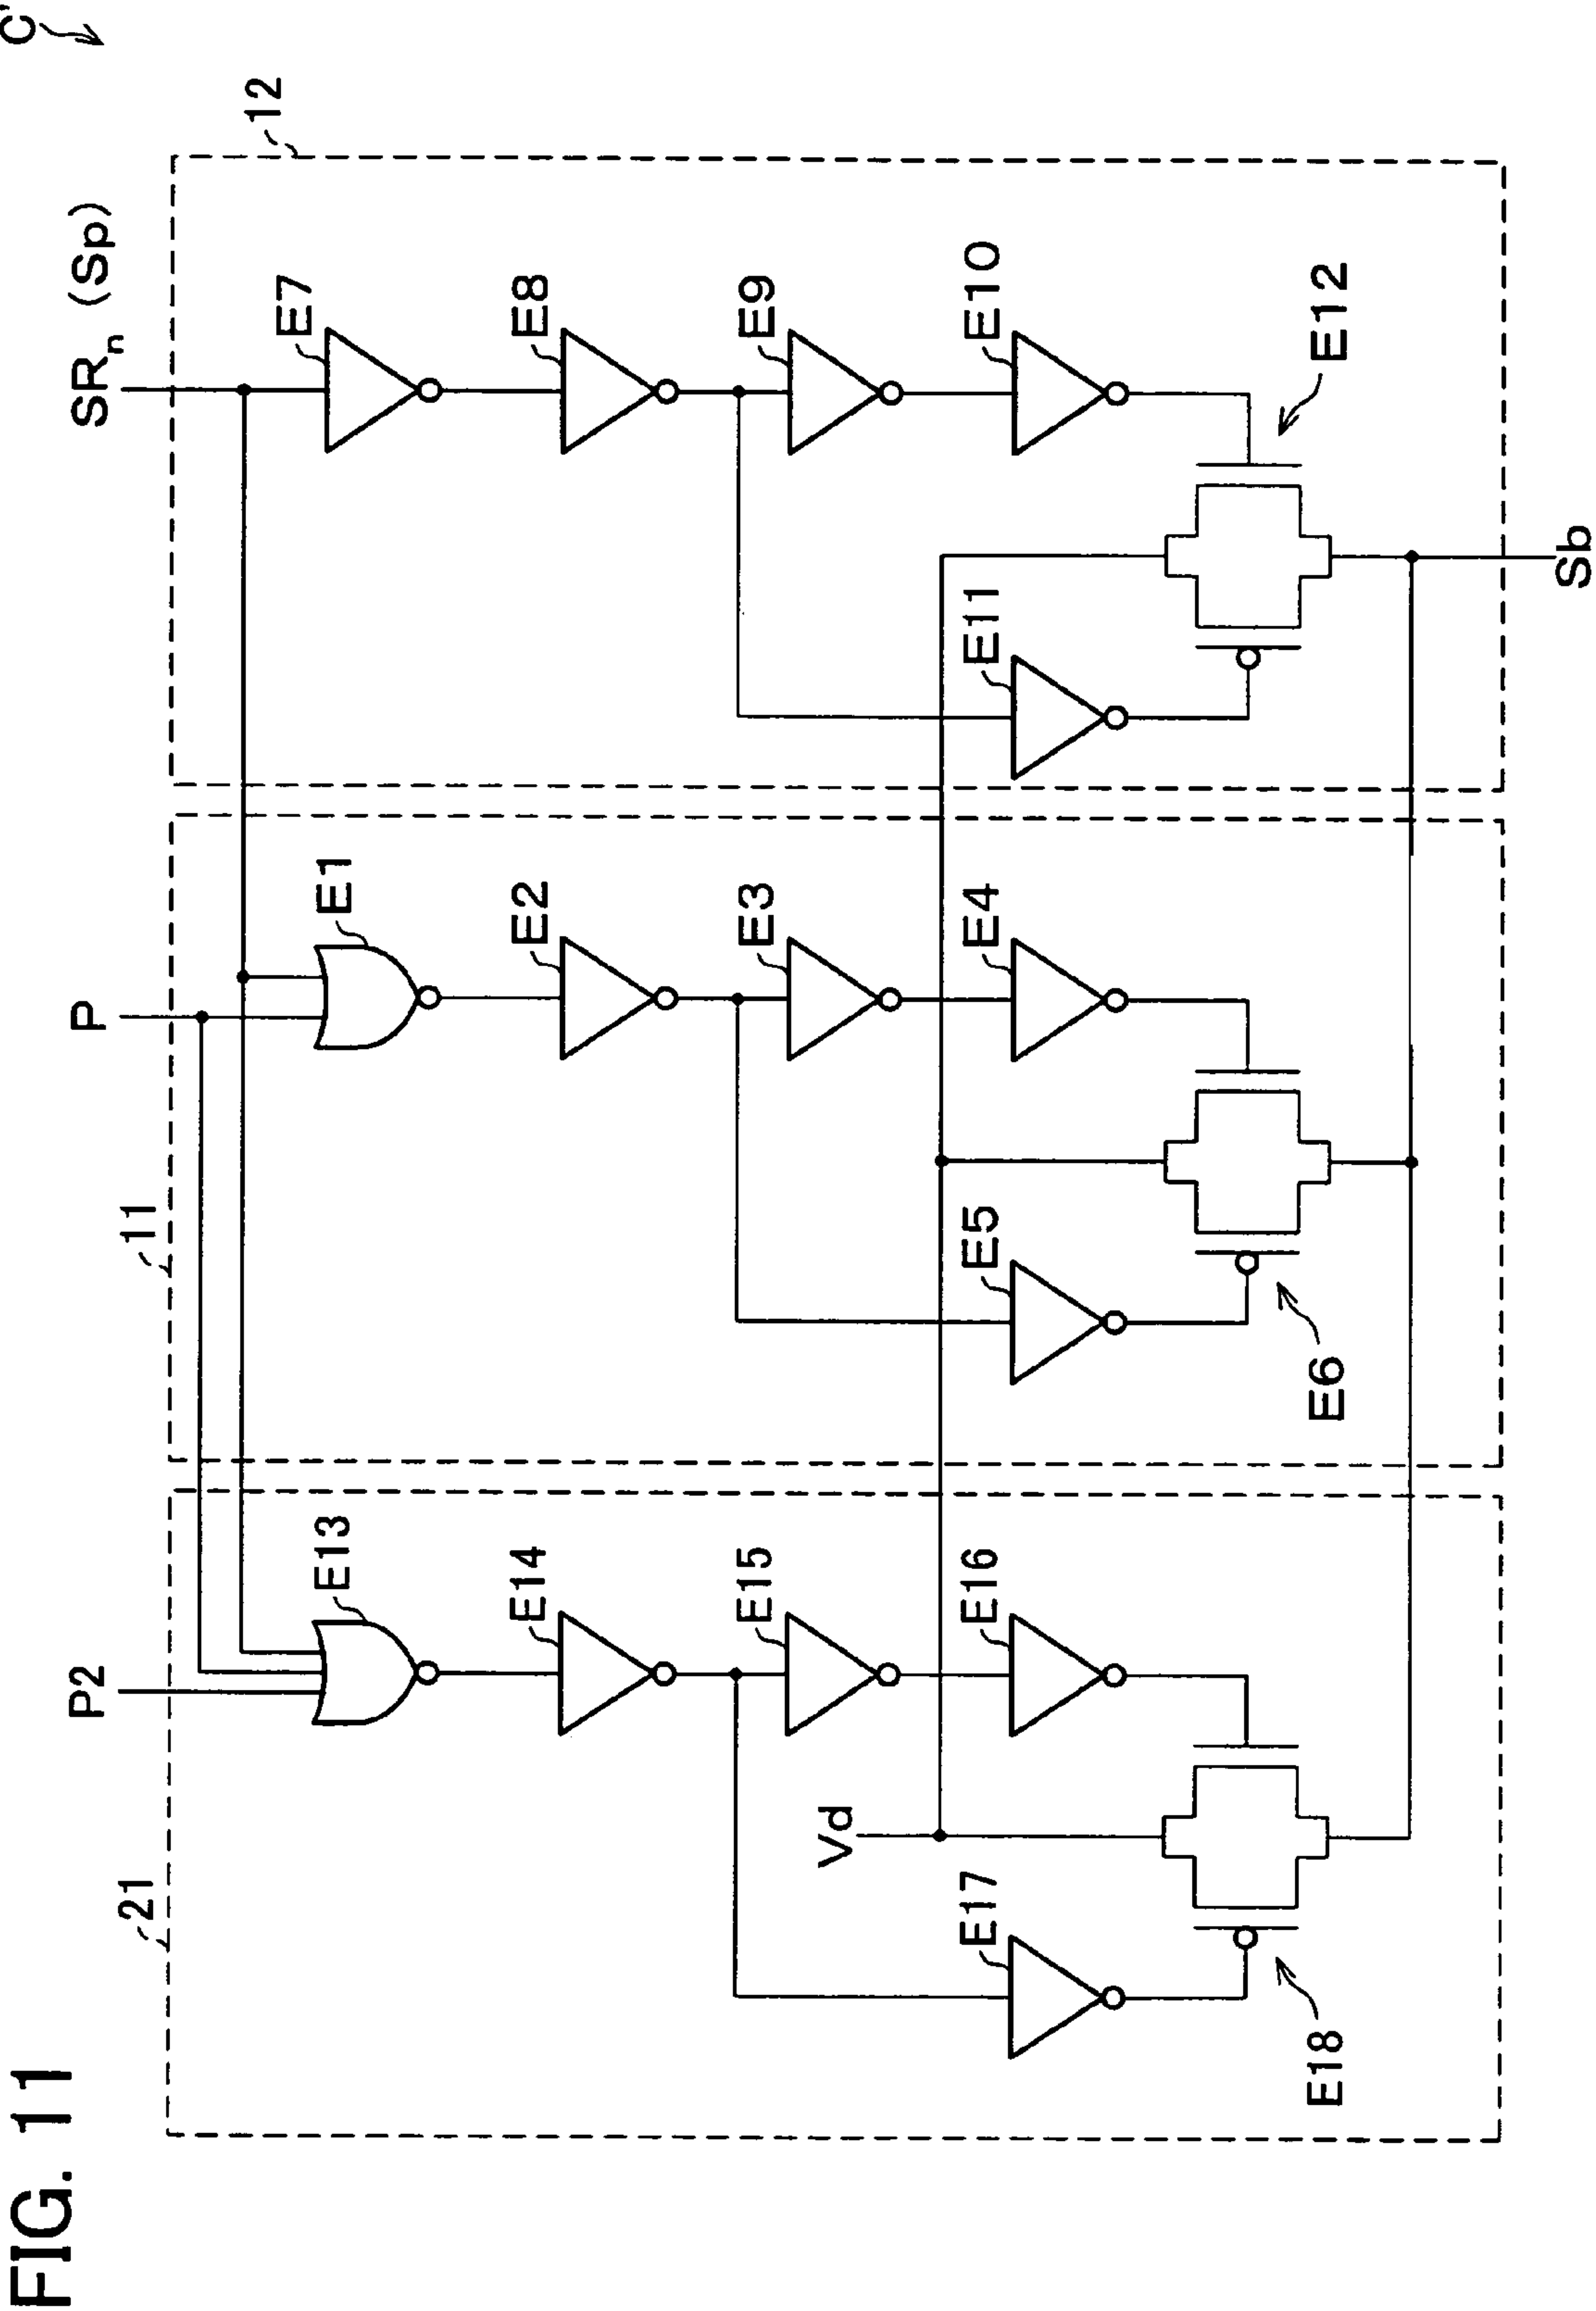 FIG. 11
C'
21
11
12
P2
P
SRn (Sp)
E13
E1
E7
E14
E2
E8
E15
E3
E9
Vd
E17
E16
E5
E4
E11
E10
E18
E6
E12
Sb